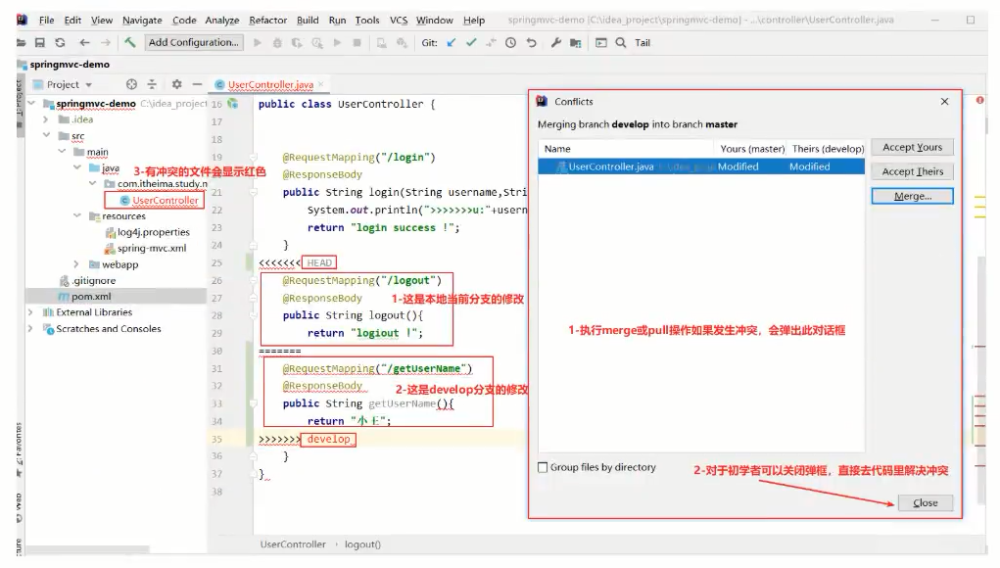 File Edit View Navigate Code Analyze Refactor Build Run Tools VCS Window Help springmvc-demo [C:\idea_project\springmvc-demo] - ...\controller\UserController.java
Add Configuration... Git: Tail
springmvc-demo
Project UserController.java
springmvc-demo C:\idea_project
.idea
src
main
java
3-有冲突的文件会显示红色
com.itheima.study.n
UserController
resources
log4j.properties
spring-mvc.xml
webapp
.gitignore
pom.xml
External Libraries
Scratches and Consoles
16 public class UserController {
17
18
19 @RequestMapping("/login")
20 @ResponseBody
21 public String login(String username,Stri
22 System.out.println(">>>>>>>u:"+usern
23 return "login success !";
24 }
25 <<<<<<< HEAD
26 @RequestMapping("/logout")
27 @ResponseBody 1-这是本地当前分支的修改
28 public String logout(){
29 return "logiout !";
30 =======
31 @RequestMapping("/getUserName")
32 @ResponseBody 2-这是develop分支的修改
33 public String getUserName(){
34 return "小王";
35 >>>>>>> develop
36 }
37 }
38
UserController › logout()
Conflicts
Merging branch develop into branch master
Name Yours (master) Theirs (develop)
UserController.java Modified Modified
Accept Yours
Accept Theirs
Merge...
1-执行merge或pull操作如果发生冲突，会弹出此对话框
Group files by directory
2-对于初学者可以关闭弹框，直接去代码里解决冲突
Close